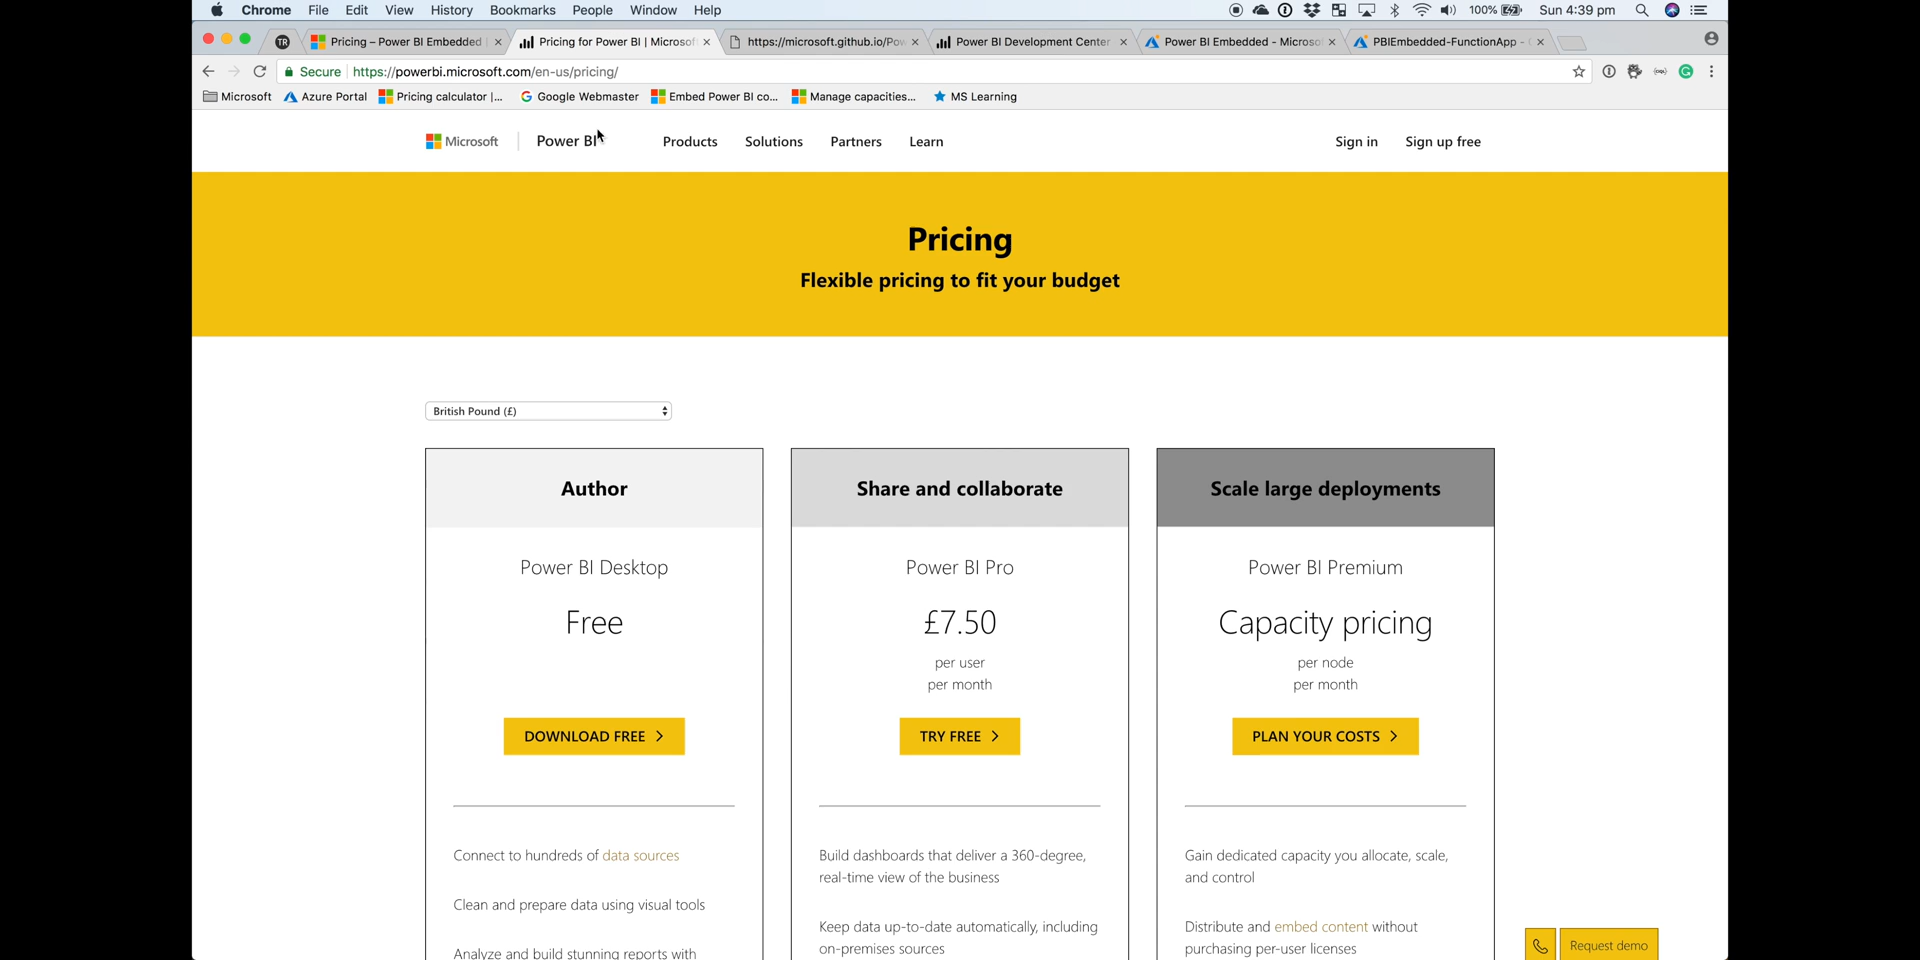 Chrome File Edit View History Bookmarks People Window Help 100% Sun 4:39 pm
TR Pricing – Power BI Embedded Pricing for Power BI | Microsof https://microsoft.github.io/Pow Power BI Development Center Power BI Embedded - Microso PBIEmbedded-FunctionApp -
Secure https://powerbi.microsoft.com/en-us/pricing/
Microsoft Azure Portal Pricing calculator |... Google Webmaster Embed Power BI co... Manage capacities... MS Learning
Microsoft Power BI Products Solutions Partners Learn Sign in Sign up free
Pricing
Flexible pricing to fit your budget
British Pound (£)
Author Share and collaborate Scale large deployments
Power BI Desktop Power BI Pro Power BI Premium
Free £7.50 Capacity pricing
per user per node
per month per month
DOWNLOAD FREE TRY FREE PLAN YOUR COSTS
Connect to hundreds of data sources Build dashboards that deliver a 360-degree, Gain dedicated capacity you allocate, scale,
real-time view of the business and control
Clean and prepare data using visual tools
Keep data up-to-date automatically, including Distribute and embed content without
on-premises sources purchasing per-user licenses
Analyze and build stunning reports with
Request demo